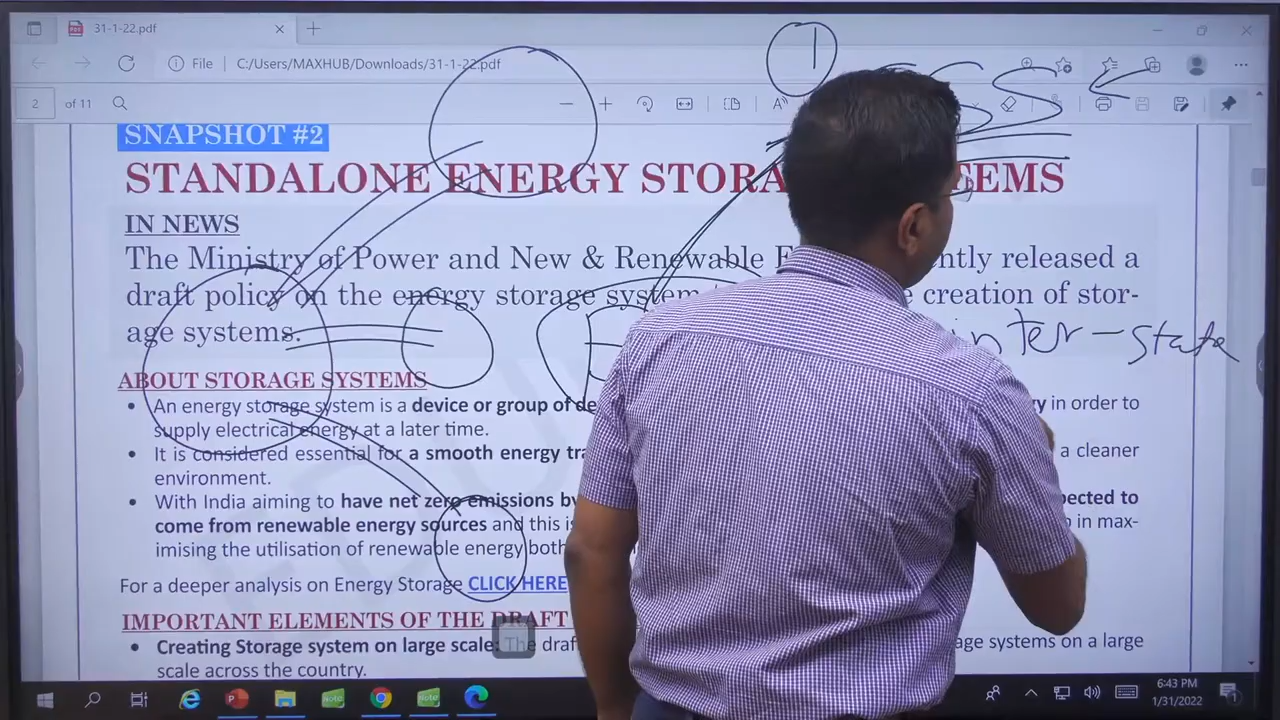 31-1-22.pdf
File C:/Users/MAXHUB/Downloads/31-1-22.pdf
2 of 11
1
SS
SNAPSHOT #2
STANDALONE ENERGY STORA EMS
IN NEWS
The Ministry of Power and New & Renewable E ntly released a
draft policy on the energy storage system e creation of stor-
age systems.
inter-state
ABOUT STORAGE SYSTEMS
• An energy storage system is a device or group of de ry in order to
supply electrical energy at a later time.
• It is considered essential for a smooth energy tra a cleaner
environment.
• With India aiming to have net zero emissions by pected to
come from renewable energy sources and this is in max-
imising the utilisation of renewable energy both
For a deeper analysis on Energy Storage CLICK HERE
IMPORTANT ELEMENTS OF THE DRAFT
• Creating Storage system on large scale: The draf age systems on a large
scale across the country.
Note
Note
6:43 PM
1/31/2022